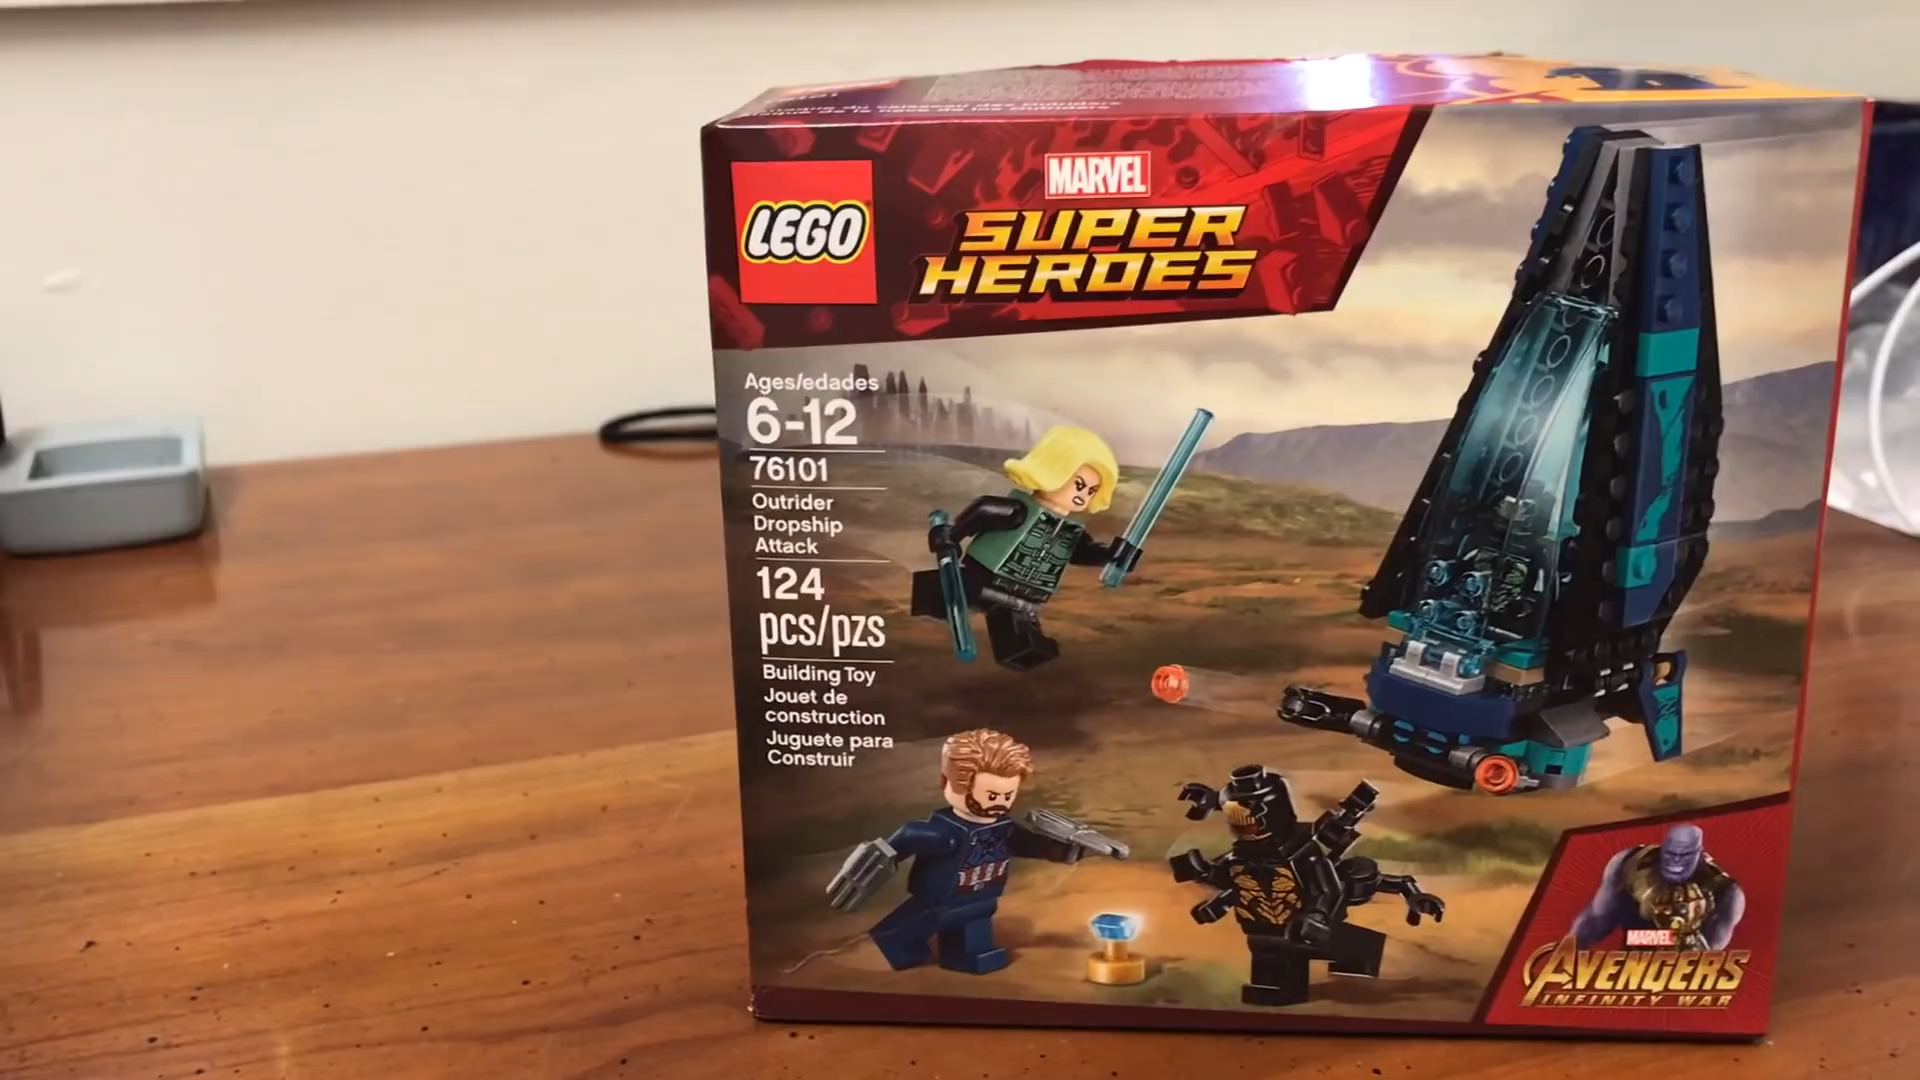 LEGO
MARVEL
SUPER
HEROES
Ages/edades
6-12
76101
Outrider
Dropship
Attack
124
pcs/pzs
Building Toy
Jouet de
construction
Juguete para
Construir
MARVEL
AVENGERS
INFINITY WAR